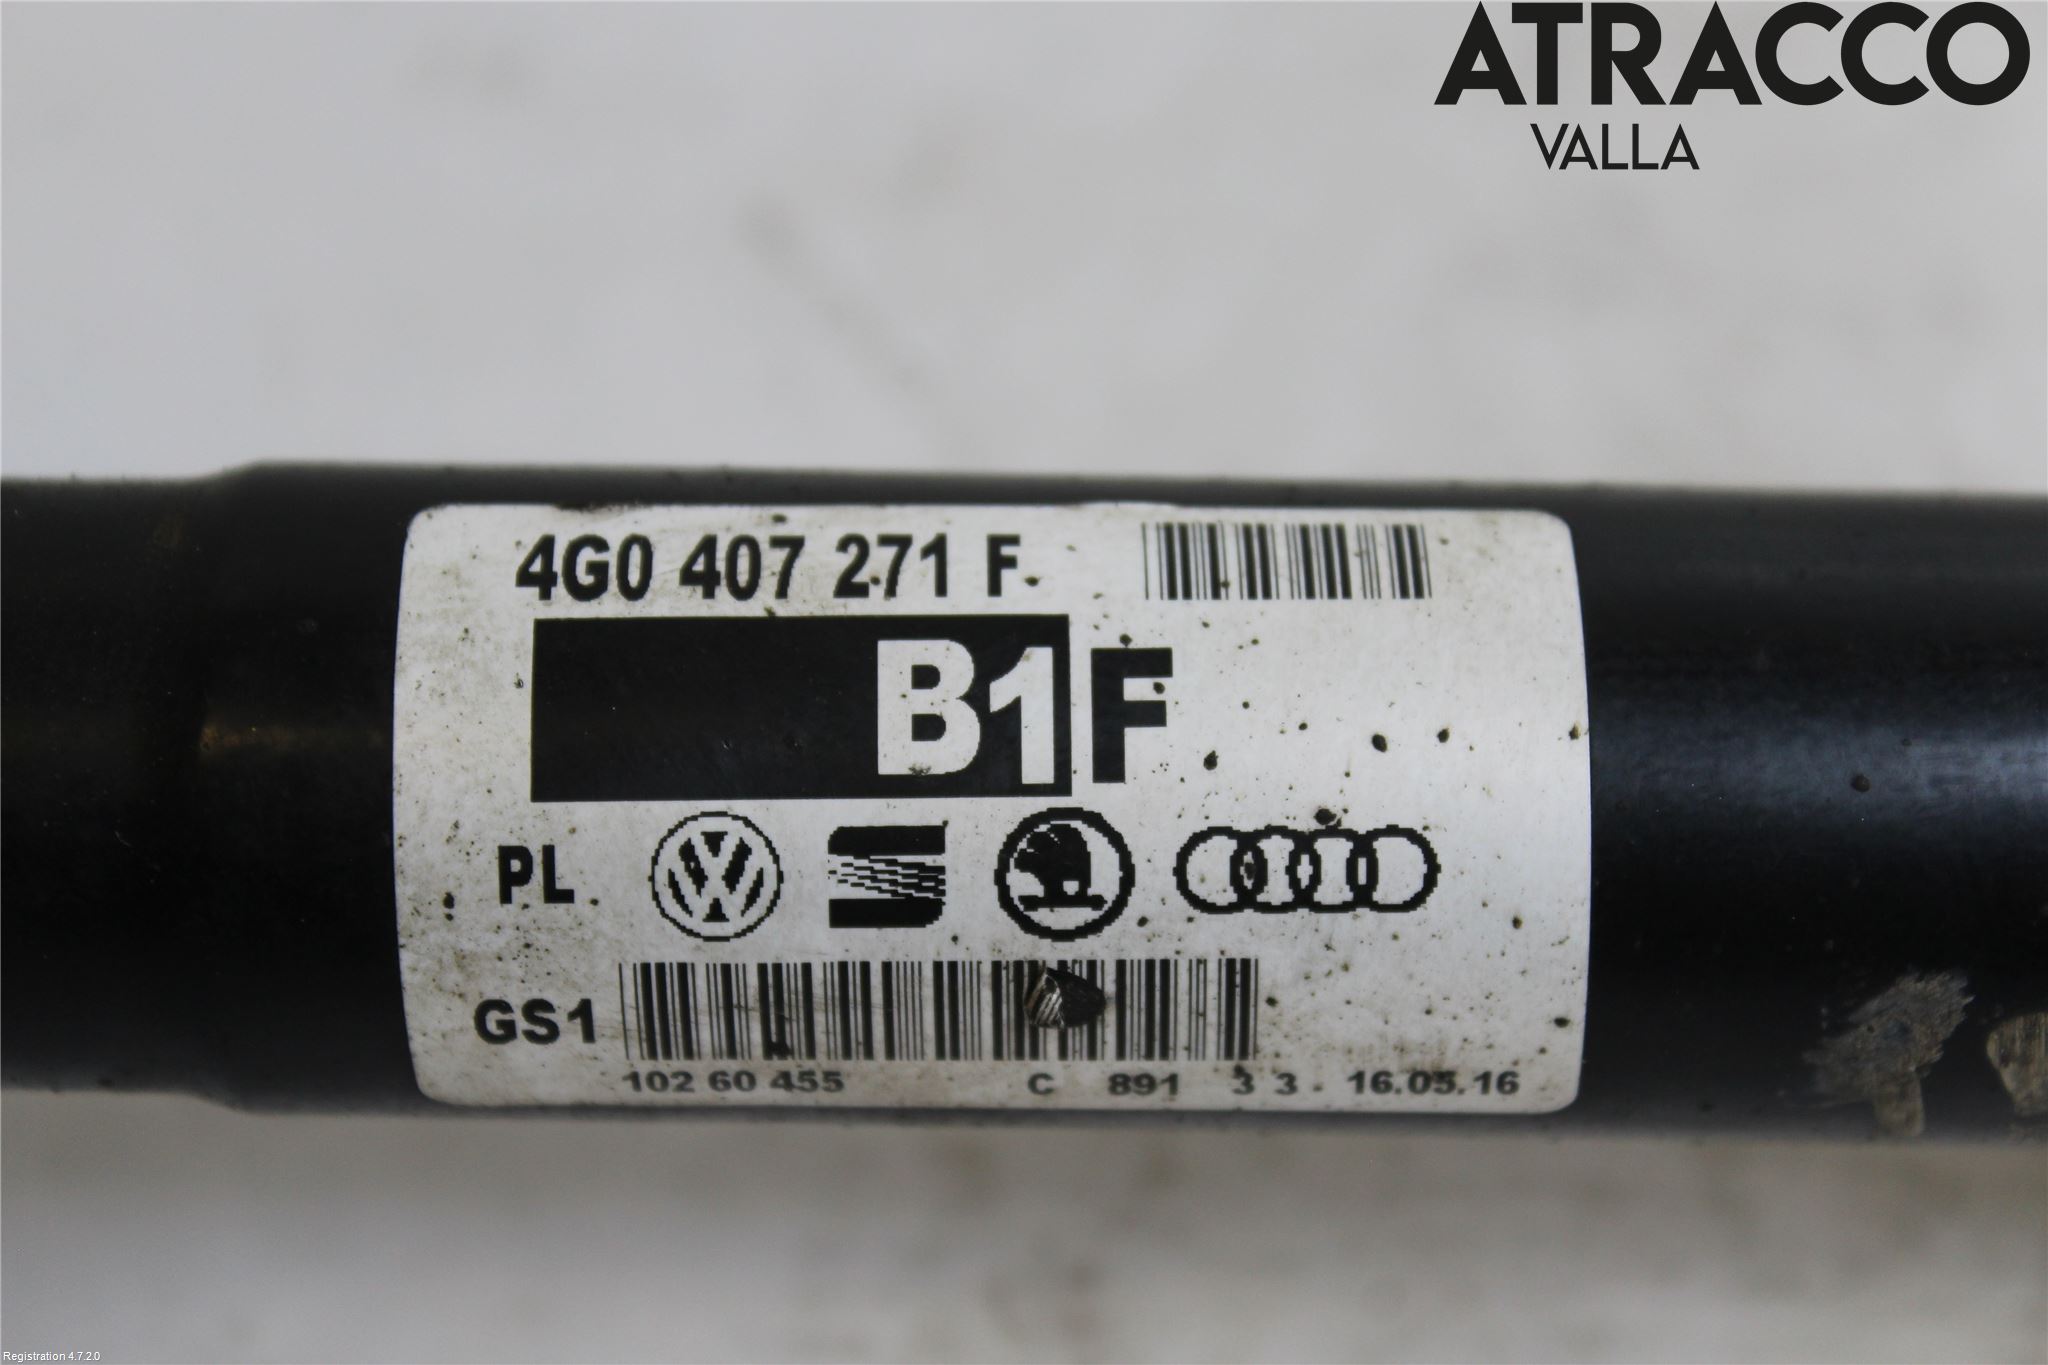 ATRACCO
VALLA
4G0 407 271 F
B1F
PL
GS1
102 60 455 C 891 3 3 16.05.16
Registration 4.7.2.0